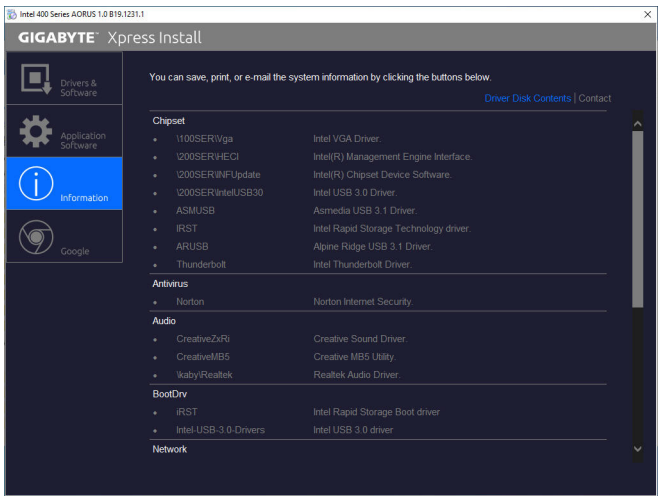 Intel 400 Series AORUS 1.0 B19.1231.1
GIGABYTE™ Xpress Install
Drivers &
Software
Application
Software
Information
Google
You can save, print, or e-mail the system information by clicking the buttons below.
Driver Disk Contents | Contact
Chipset
• \100SER\Vga Intel VGA Driver.
• \200SER\HECI Intel(R) Management Engine Interface.
• \200SER\INFUpdate Intel(R) Chipset Device Software.
• \200SER\IntelUSB30 Intel USB 3.0 Driver.
• ASMUSB Asmedia USB 3.1 Driver.
• IRST Intel Rapid Storage Technology driver.
• ARUSB Alpine Ridge USB 3.1 Driver.
• Thunderbolt Intel Thunderbolt Driver.
Antivirus
• Norton Norton Internet Security.
Audio
• CreativeZxRi Creative Sound Driver.
• CreativeMB5 Creative MB5 Utility.
• \kaby\Realtek Realtek Audio Driver.
BootDrv
• iRST Intel Rapid Storage Boot driver
• Intel-USB-3.0-Drivers Intel USB 3.0 driver
Network